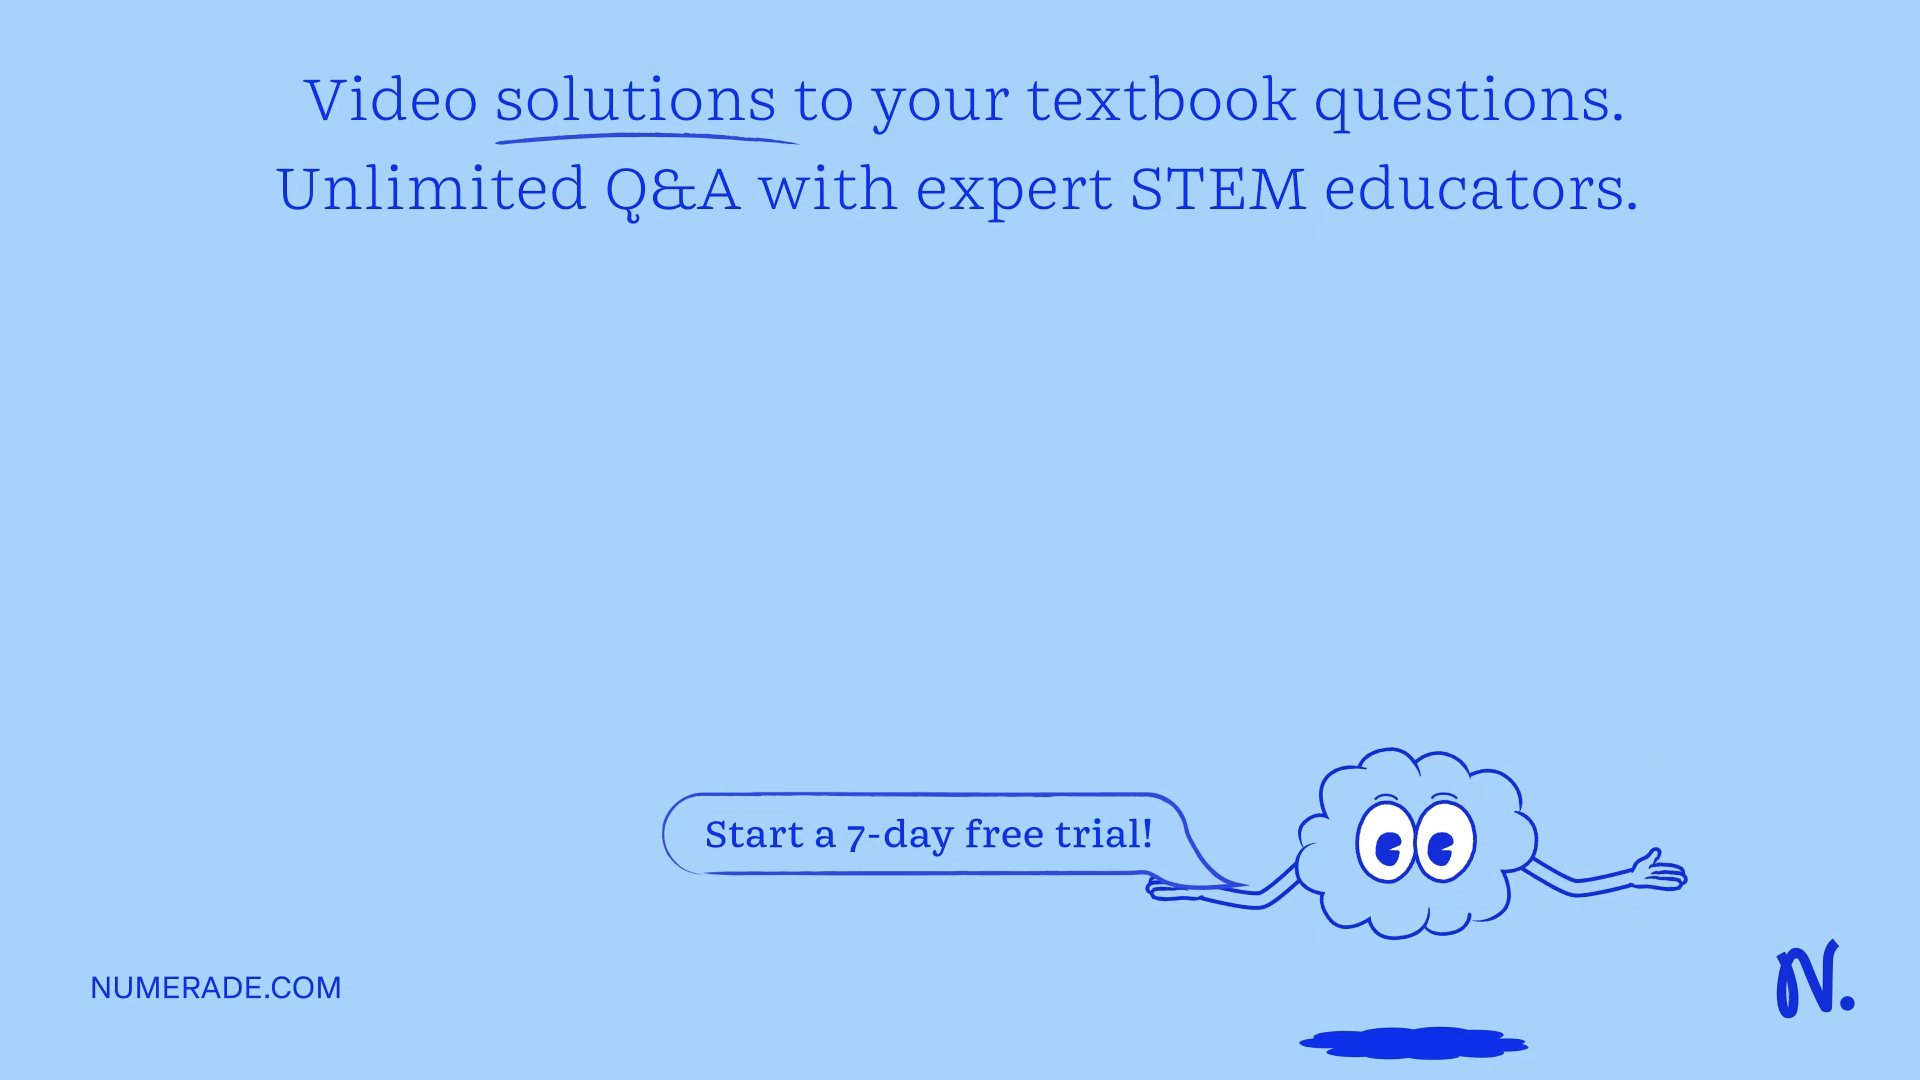 Video solutions to your textbook questions.
Unlimited Q&A with expert STEM educators.
Start a 7-day free trial!
NUMERADE.COM
N.